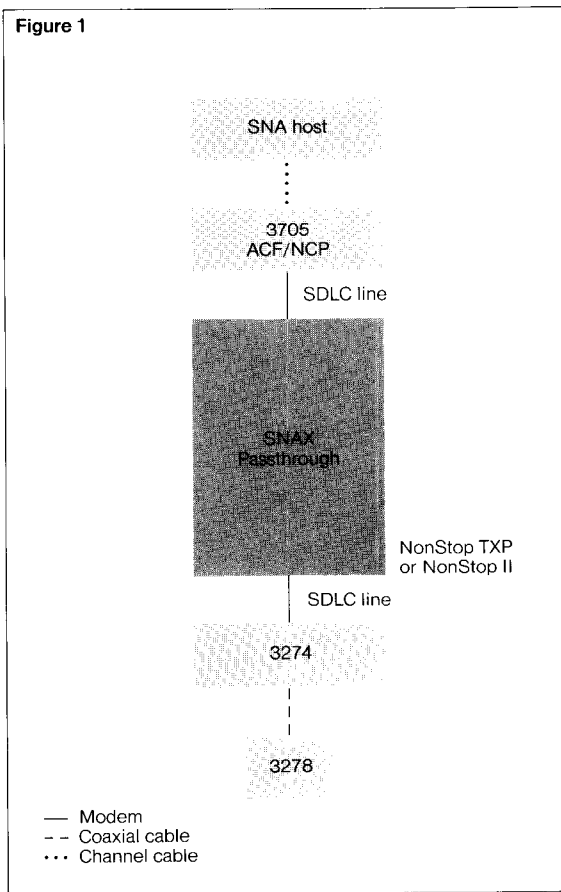 Figure 1
SNA host
3705
ACF/NCP
SDLC line
SNAX
Passthrough
NonStop TXP
or NonStop II
SDLC line
3274
3278
Modem
Coaxial cable
Channel cable